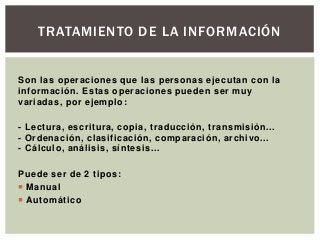 TRATAMIENTO DE LA INFORMACIÓN
Son las operaciones que las personas ejecutan con la
información. Estas operaciones pueden ser muy
variadas, por ejemplo:
- Lectura, escritura, copia, traducción, transmisión...
- Ordenación, clasificación, comparación, archivo...
- Cálculo, análisis, síntesis...
Puede ser de 2 tipos:
Manual
Automático